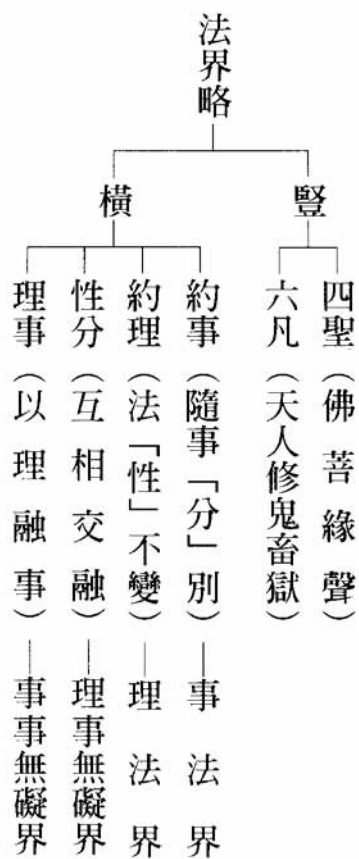 法界略
豎
四聖（佛菩緣聲）
六凡（天人修鬼畜獄）
橫
約事（隨事「分」別）—事法界
約理（法「性」不變）—理法界
性分（互相交融）—理事無礙界
理事（以理融事）—事事無礙界